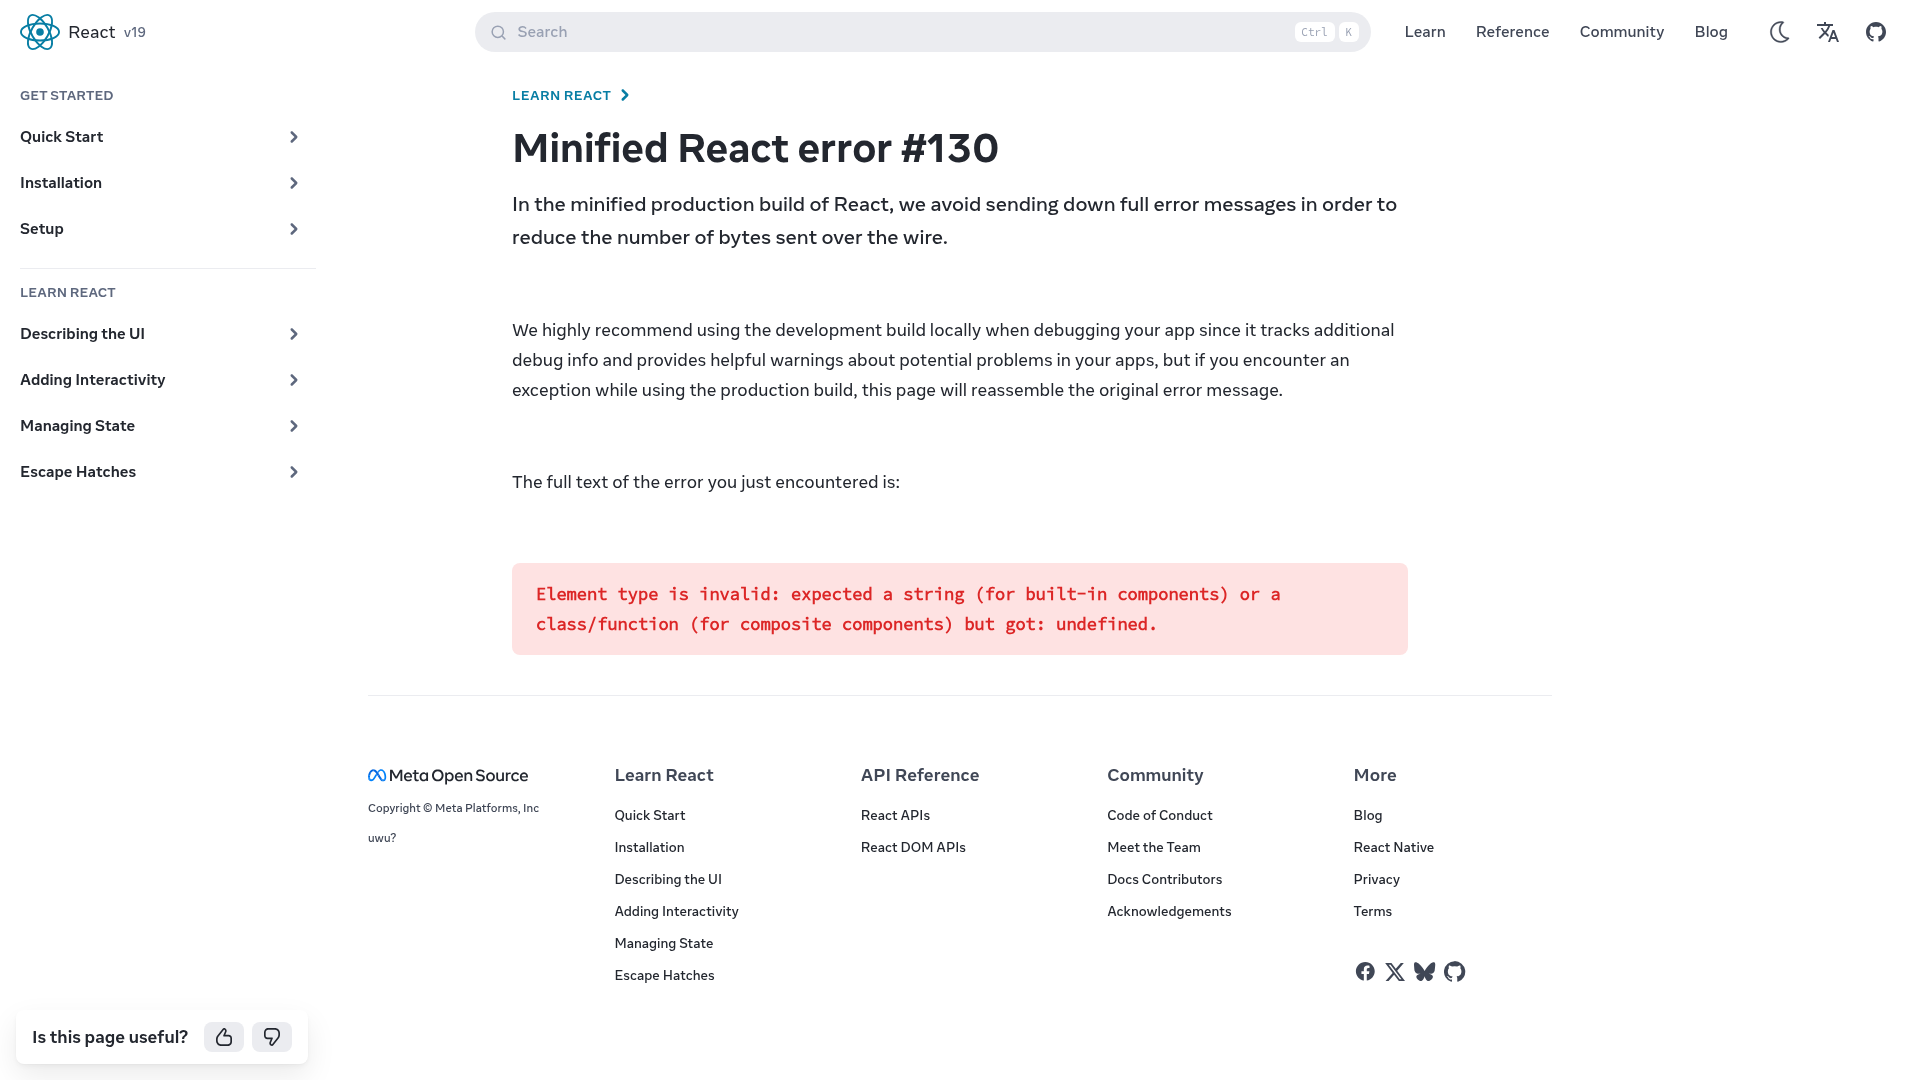 React v19
Search
Ctrl K
Learn
Reference
Community
Blog
GET STARTED
Quick Start
Installation
Setup
LEARN REACT
Describing the UI
Adding Interactivity
Managing State
Escape Hatches
LEARN REACT
Minified React error #130
In the minified production build of React, we avoid sending down full error messages in order to
reduce the number of bytes sent over the wire.
We highly recommend using the development build locally when debugging your app since it tracks additional
debug info and provides helpful warnings about potential problems in your apps, but if you encounter an
exception while using the production build, this page will reassemble the original error message.
The full text of the error you just encountered is:
Element type is invalid: expected a string (for built-in components) or a
class/function (for composite components) but got: undefined.
Meta Open Source
Copyright © Meta Platforms, Inc
uwu?
Learn React
Quick Start
Installation
Describing the UI
Adding Interactivity
Managing State
Escape Hatches
API Reference
React APIs
React DOM APIs
Community
Code of Conduct
Meet the Team
Docs Contributors
Acknowledgements
More
Blog
React Native
Privacy
Terms
Is this page useful?